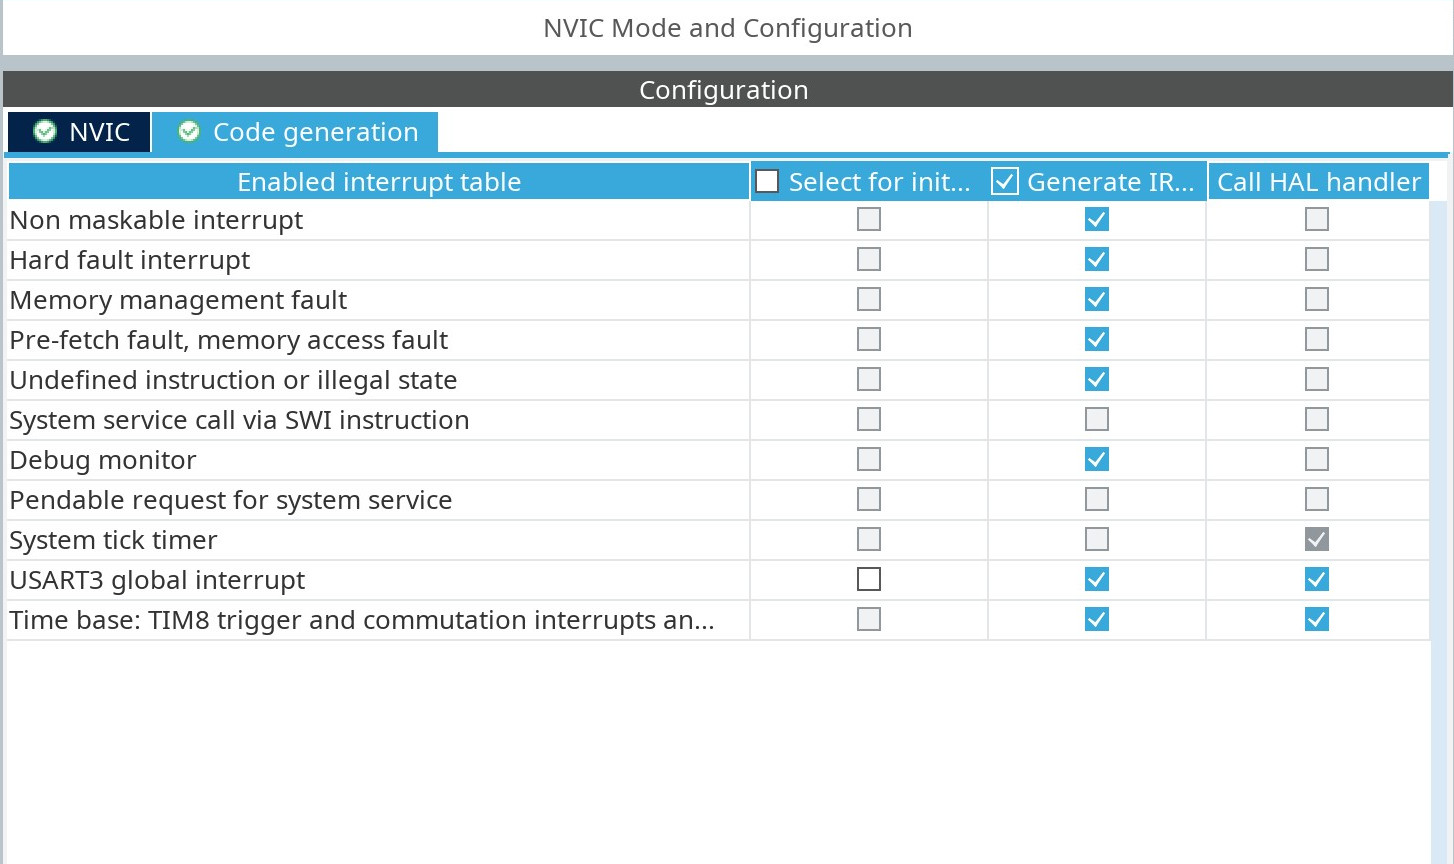 NVIC Mode and Configuration
Configuration
NVIC Code generation
Enabled interrupt table Select for init... Generate IR... Call HAL handler
Non maskable interrupt
Hard fault interrupt
Memory management fault
Pre-fetch fault, memory access fault
Undefined instruction or illegal state
System service call via SWI instruction
Debug monitor
Pendable request for system service
System tick timer
USART3 global interrupt
Time base: TIM8 trigger and commutation interrupts an...